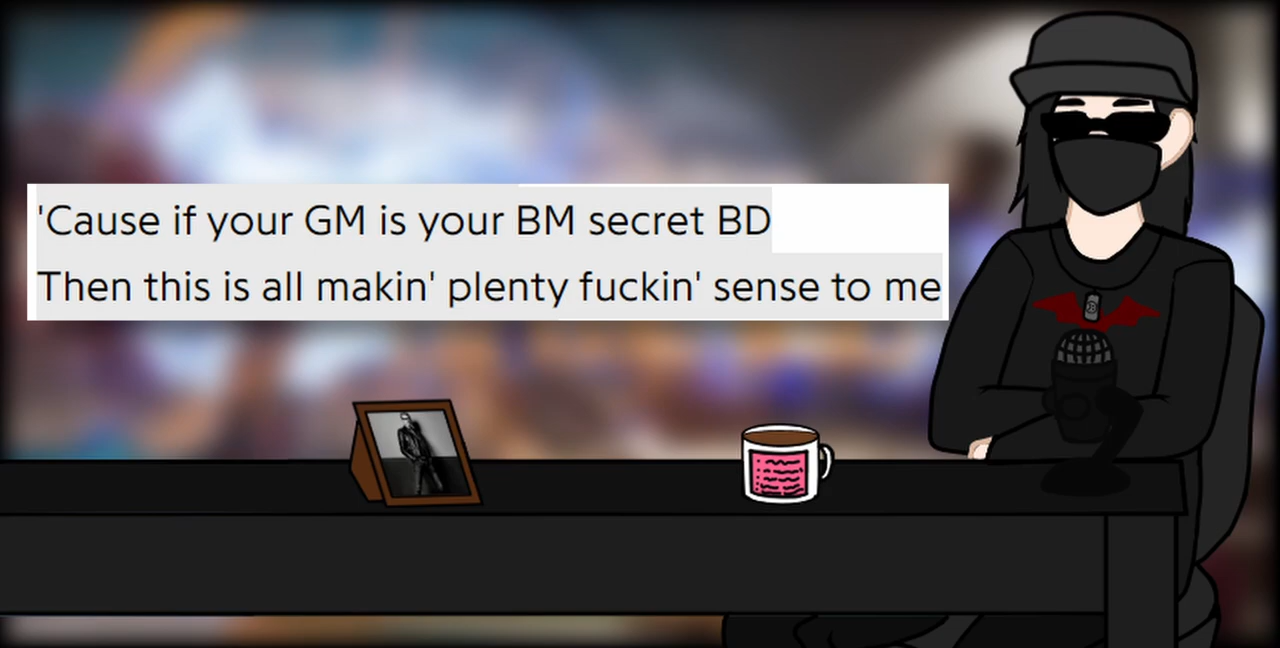 'Cause if your GM is your BM secret BD
Then this is all makin' plenty fuckin' sense to me